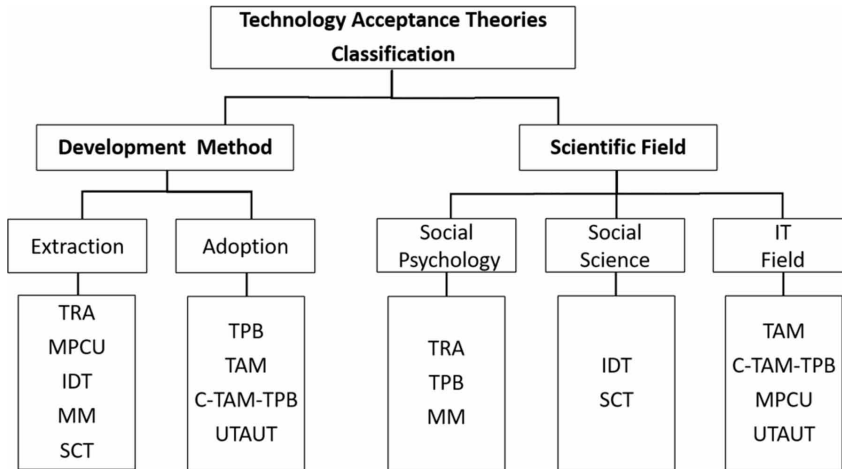 Technology Acceptance Theories
Classification
Development Method
Scientific Field
Extraction
Adoption
Social
Psychology
Social
Science
IT
Field
TRA
MPCU
IDT
MM
SCT
TPB
TAM
C-TAM-TPB
UTAUT
TRA
TPB
MM
IDT
SCT
TAM
C-TAM-TPB
MPCU
UTAUT